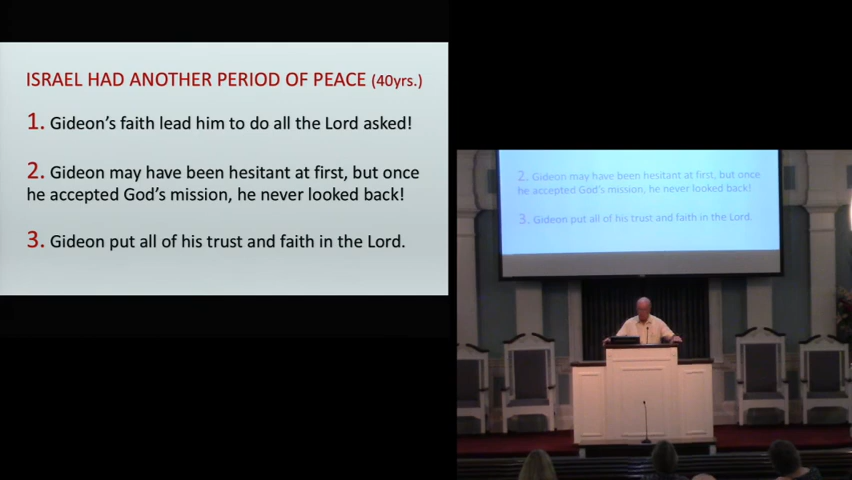 ISRAEL HAD ANOTHER PERIOD OF PEACE (40yrs.)
1. Gideon's faith lead him to do all the Lord asked!
2. Gideon may have been hesitant at first, but once
he accepted God's mission, he never looked back!
3. Gideon put all of his trust and faith in the Lord.
2. Gideon may have been hesitant at first, but once
he accepted God's mission, he never looked back!
3. Gideon put all of his trust and faith in the Lord.